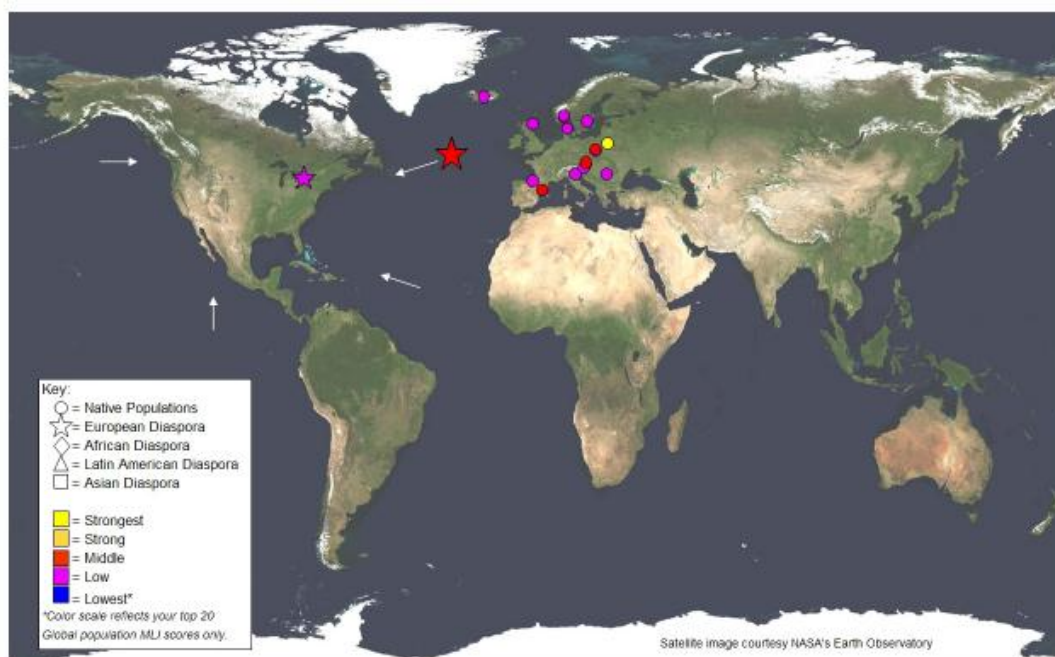 Key:
= Native Populations
= European Diaspora
= African Diaspora
= Latin American Diaspora
= Asian Diaspora
= Strongest
= Strong
= Middle
= Low
= Lowest*
*Color scale reflects your top 20
Global population MLI scores only.
Satellite image courtesy NASA's Earth Observatory